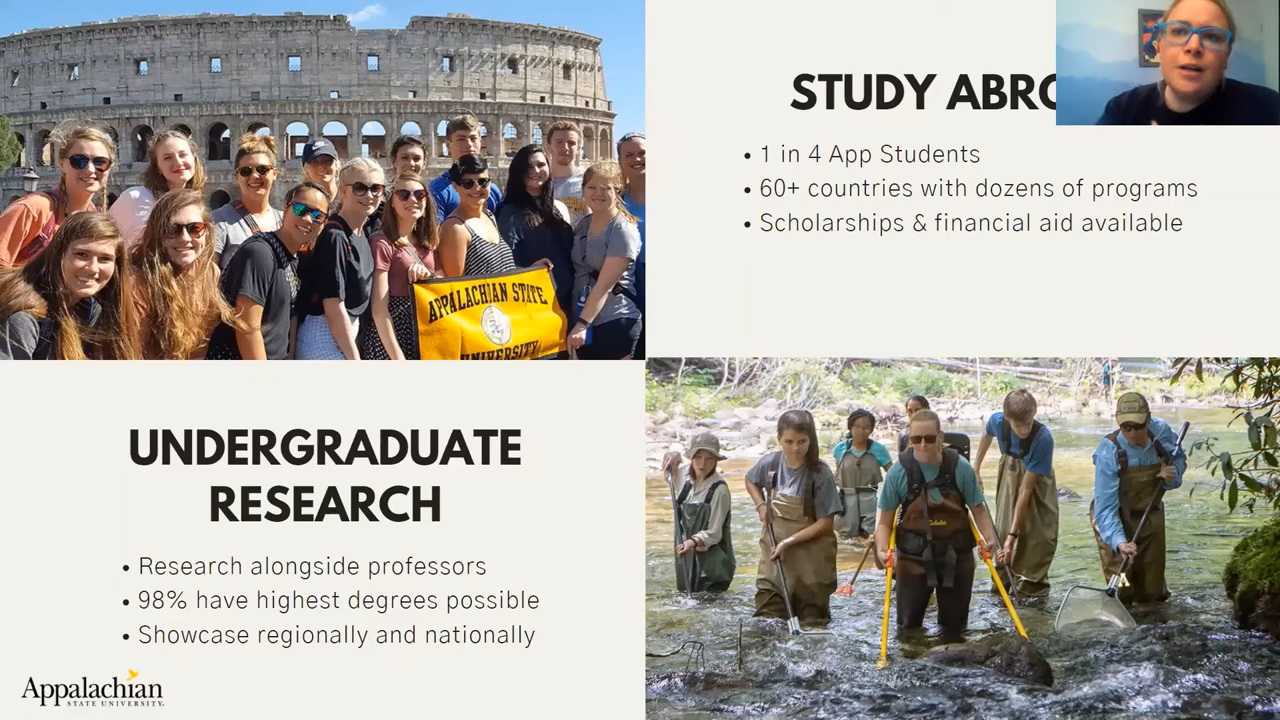 STUDY ABRO
• 1 in 4 App Students
• 60+ countries with dozens of programs
• Scholarships & financial aid available
APPALACHIAN STATE
UNIVERSITY
UNDERGRADUATE
RESEARCH
• Research alongside professors
• 98% have highest degrees possible
• Showcase regionally and nationally
Appalachian
STATE UNIVERSITY.